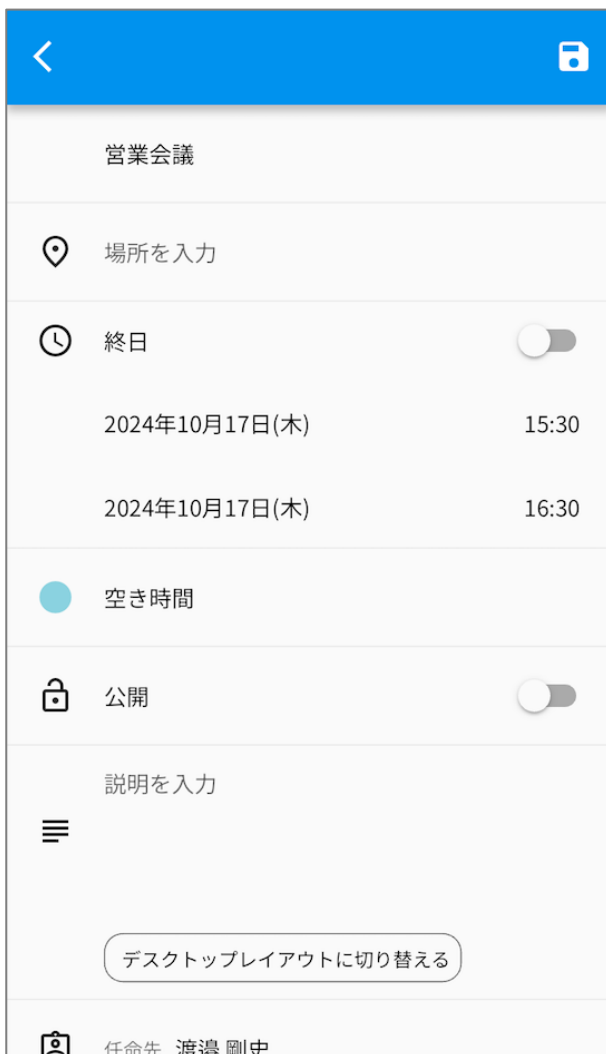 営業会議
場所を入力
終日
2024年10月17日(木) 15:30
2024年10月17日(木) 16:30
空き時間
公開
説明を入力
デスクトップレイアウトに切り替える
任命先 渡邉 剛史